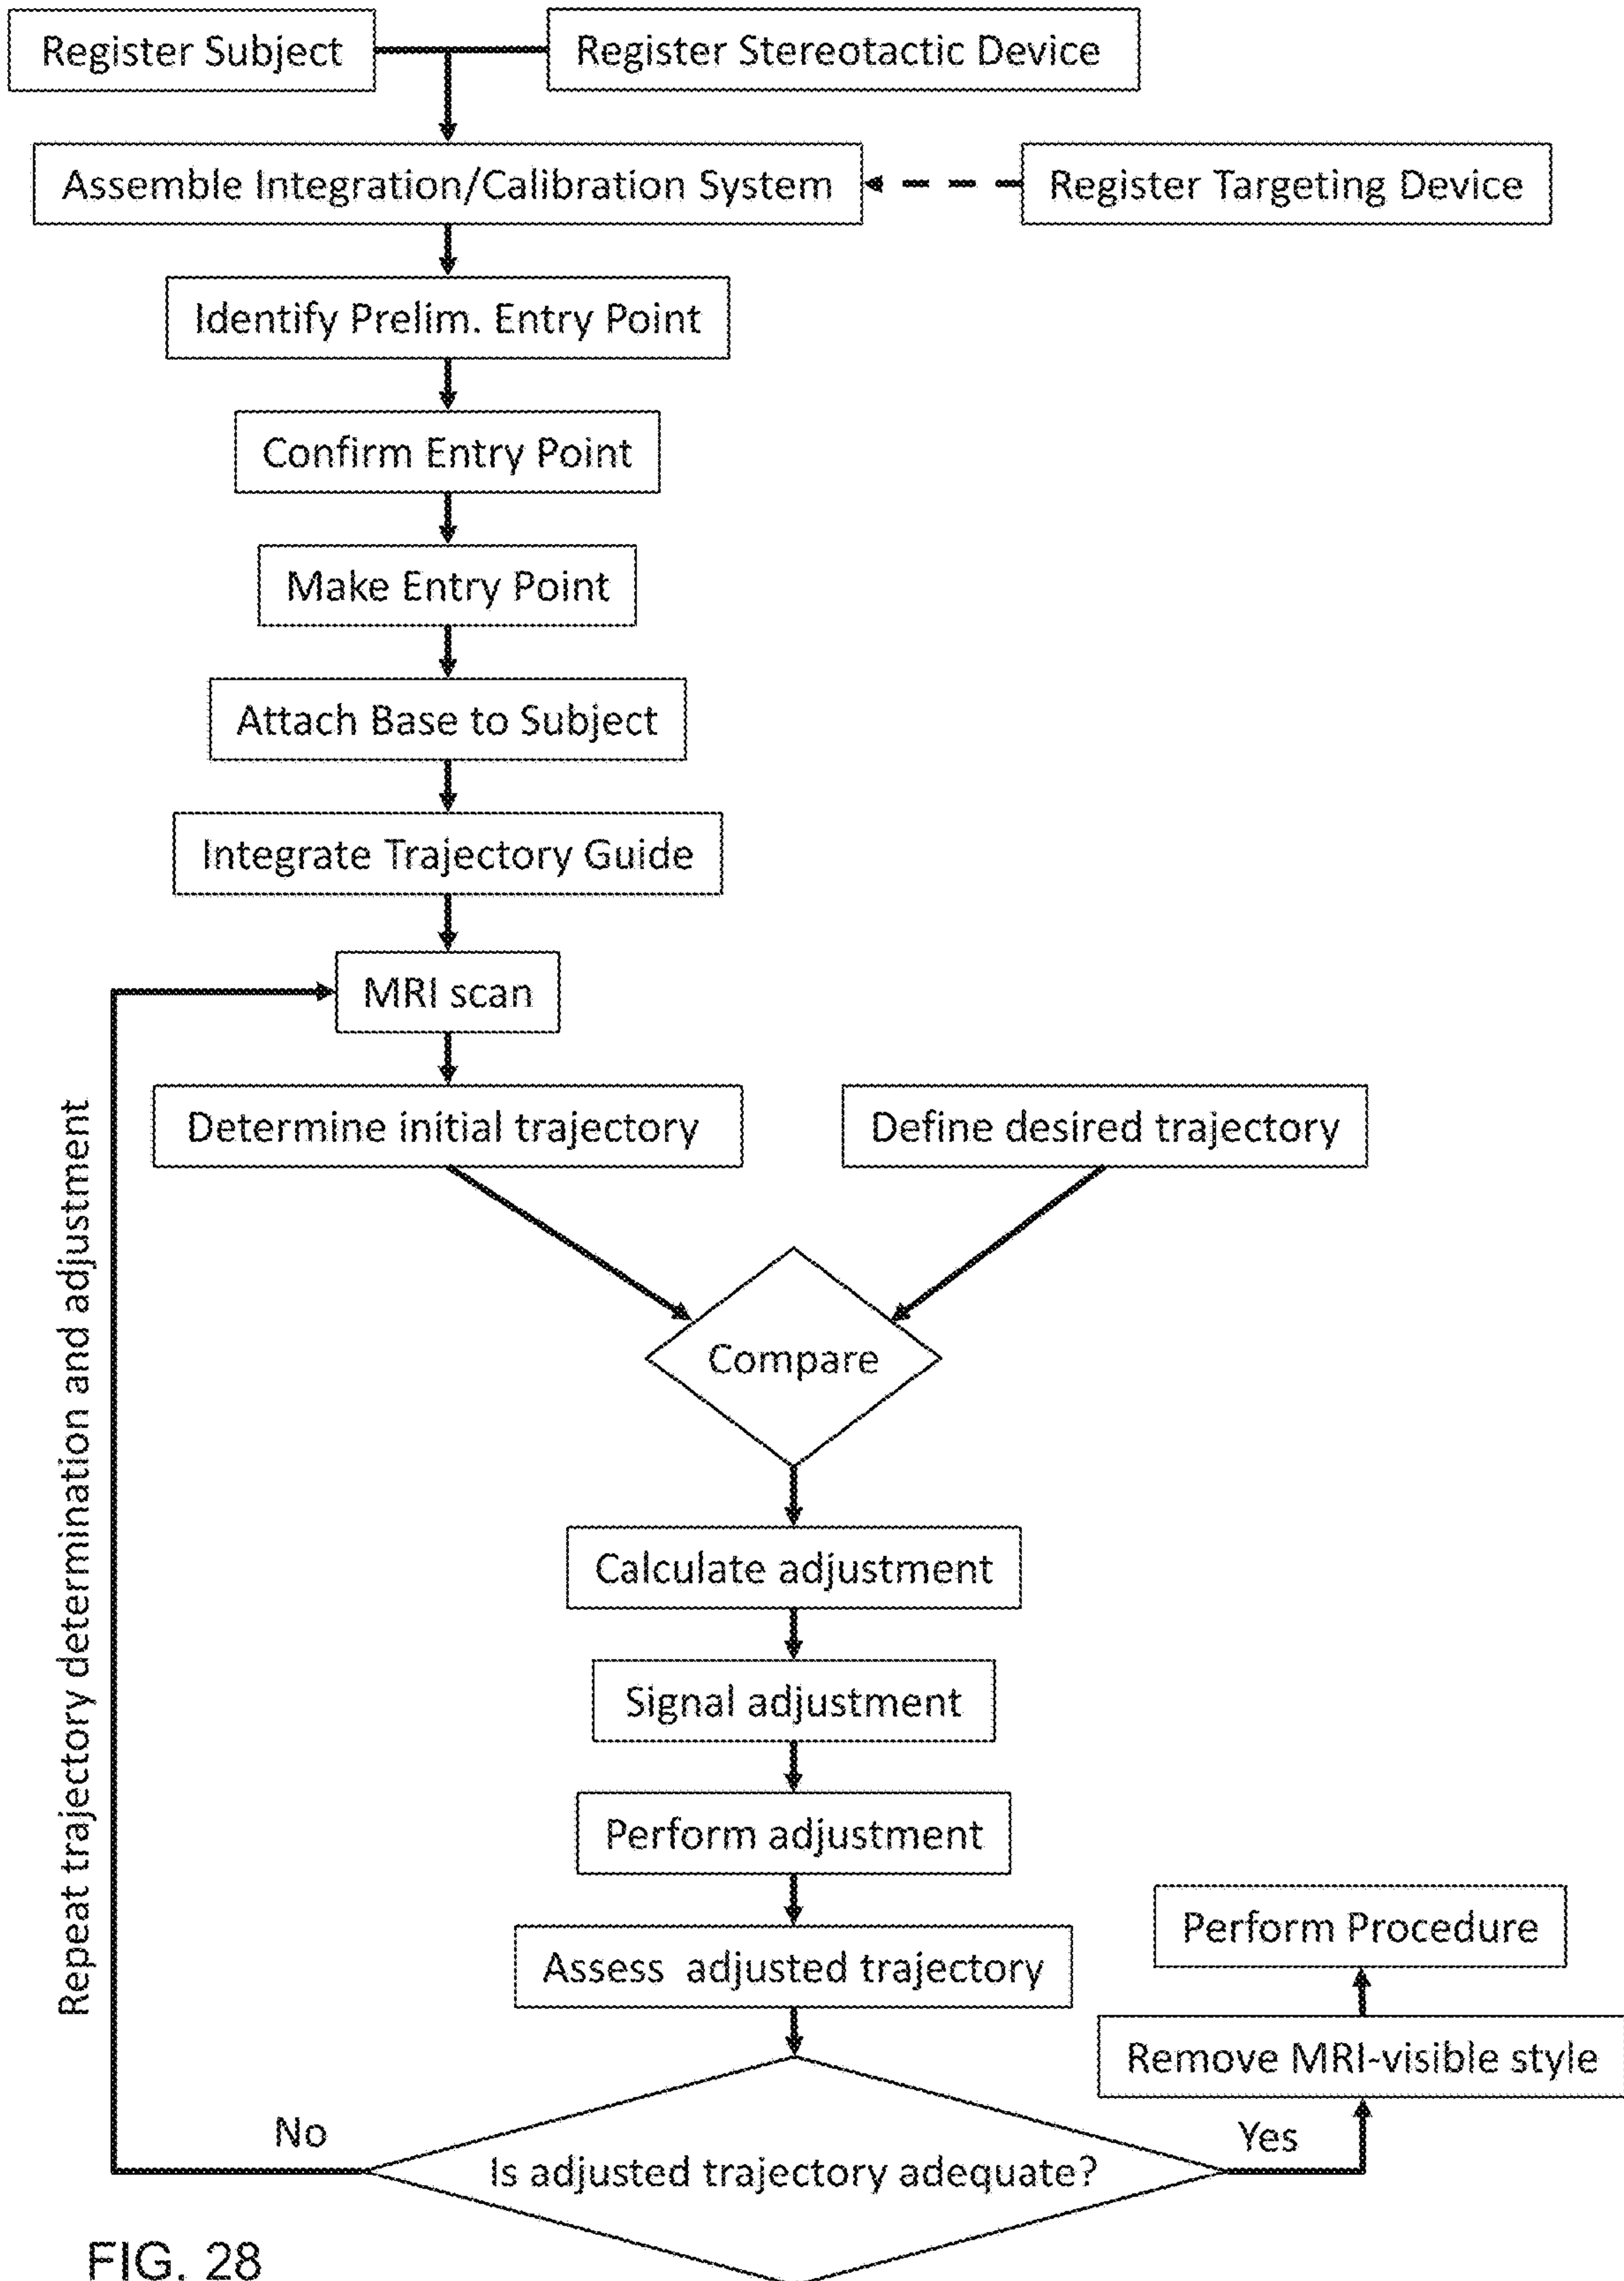 Register Subject
Register Stereotactic Device
Assemble Integration/Calibration System
Register Targeting Device
Identify Prelim. Entry Point
Confirm Entry Point
Make Entry Point
Attach Base to Subject
Integrate Trajectory Guide
MRI scan
Determine initial trajectory
Define desired trajectory
Repeat trajectory determination and adjustment
Compare
Calculate adjustment
Signal adjustment
Perform adjustment
Assess adjusted trajectory
Perform Procedure
Remove MRI-visible style
No
Yes
Is adjusted trajectory adequate?
FIG. 28